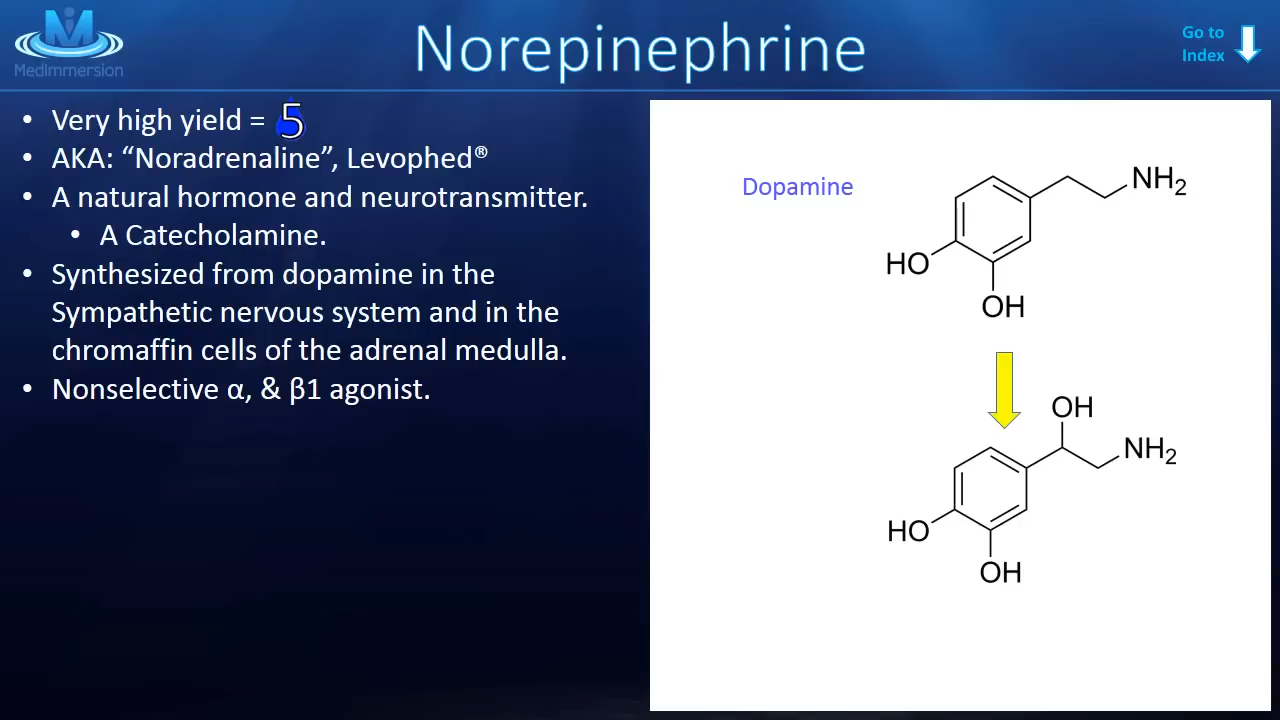 MedImmersion
Norepinephrine
Go to
Index
• Very high yield = 5
• AKA: “Noradrenaline”, Levophed®
• A natural hormone and neurotransmitter.
• A Catecholamine.
• Synthesized from dopamine in the
Sympathetic nervous system and in the
chromaffin cells of the adrenal medulla.
• Nonselective α, & β1 agonist.
Dopamine
NH2
HO
OH
OH
NH2
HO
OH